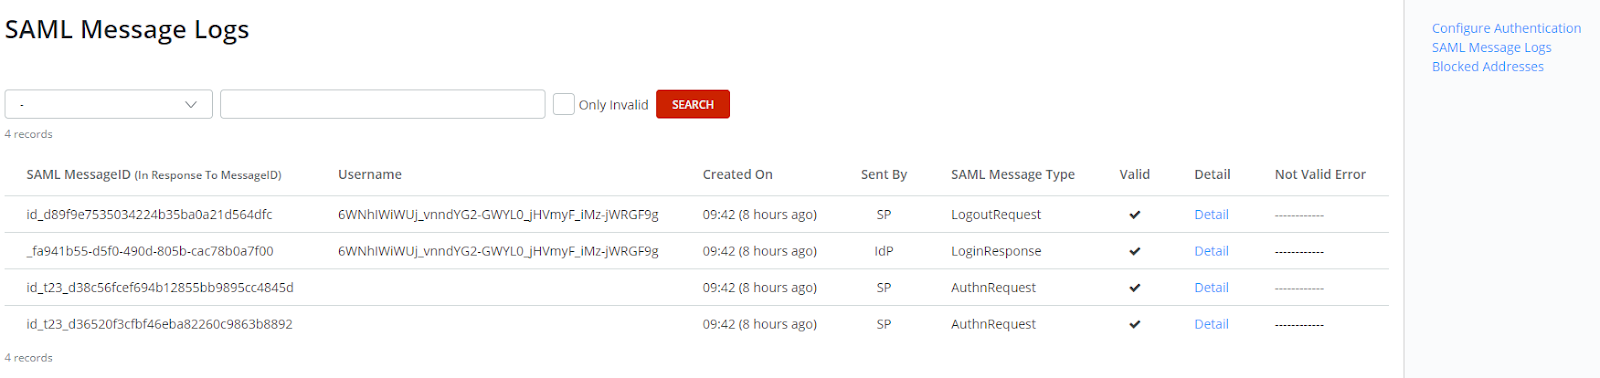 SAML Message Logs
Configure Authentication
SAML Message Logs
Blocked Addresses
- Only Invalid SEARCH
4 records
SAML MessageID (In Response To MessageID) Username Created On Sent By SAML Message Type Valid Detail Not Valid Error
id_d89f9e7535034224b35ba0a21d564dfc 6WNhIWiWUj_vnndYG2-GWYL0_jHVmyF_iMz-jWRGF9g 09:42 (8 hours ago) SP LogoutRequest ✔ Detail ------------
_fa941b55-d5f0-490d-805b-cac78b0a7f00 6WNhIWiWUj_vnndYG2-GWYL0_jHVmyF_iMz-jWRGF9g 09:42 (8 hours ago) IdP LoginResponse ✔ Detail ------------
id_t23_d38c56fcef694b12855bb9895cc4845d 09:42 (8 hours ago) SP AuthnRequest ✔ Detail ------------
id_t23_d36520f3cfbf46eba82260c9863b8892 09:42 (8 hours ago) SP AuthnRequest ✔ Detail ------------
4 records